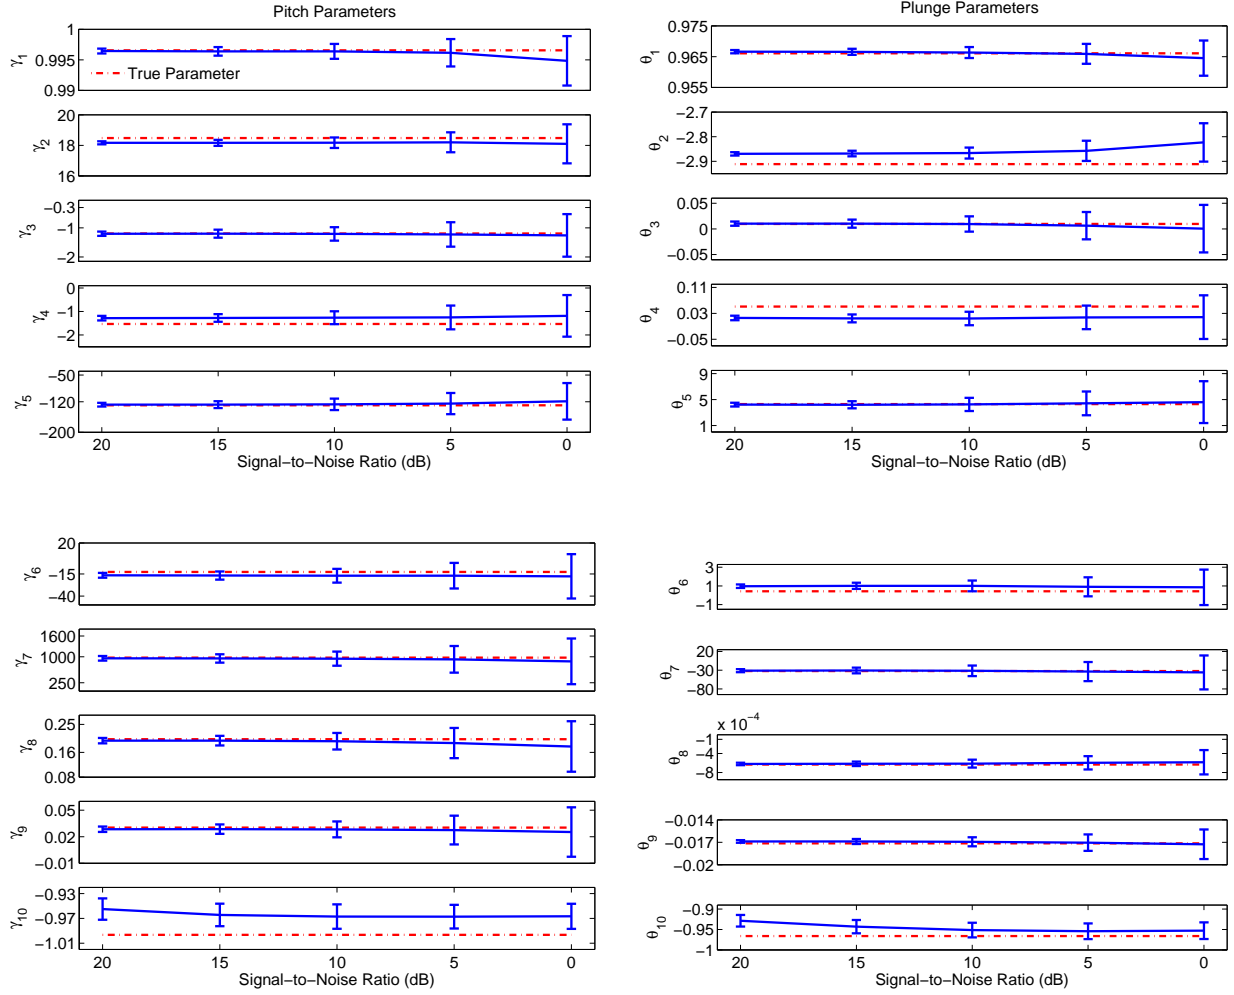 Pitch Parameters
1
0.995
0.99
γ1
True Parameter
20
18
16
γ2
−0.3
−1
−2
γ3
0
−1
−2
γ4
−50
−120
−200
γ5
20 15 10 5 0
Signal−to−Noise Ratio (dB)
Plunge Parameters
0.975
0.965
0.955
θ1
−2.7
−2.8
−2.9
θ2
0.05
0
−0.05
θ3
0.11
0.03
−0.05
θ4
9
5
1
θ5
20 15 10 5 0
Signal−to−Noise Ratio (dB)
20
−15
−40
γ6
1600
1000
250
γ7
0.25
0.16
0.08
γ8
0.05
0.02
−0.01
γ9
−0.93
−0.97
−1.01
γ10
20 15 10 5 0
Signal−to−Noise Ratio (dB)
3
1
−1
θ6
20
−30
−80
θ7
x 10−4
−1
−4
−8
θ8
−0.014
−0.017
−0.02
θ9
−0.9
−0.95
−1
θ10
20 15 10 5 0
Signal−to−Noise Ratio (dB)